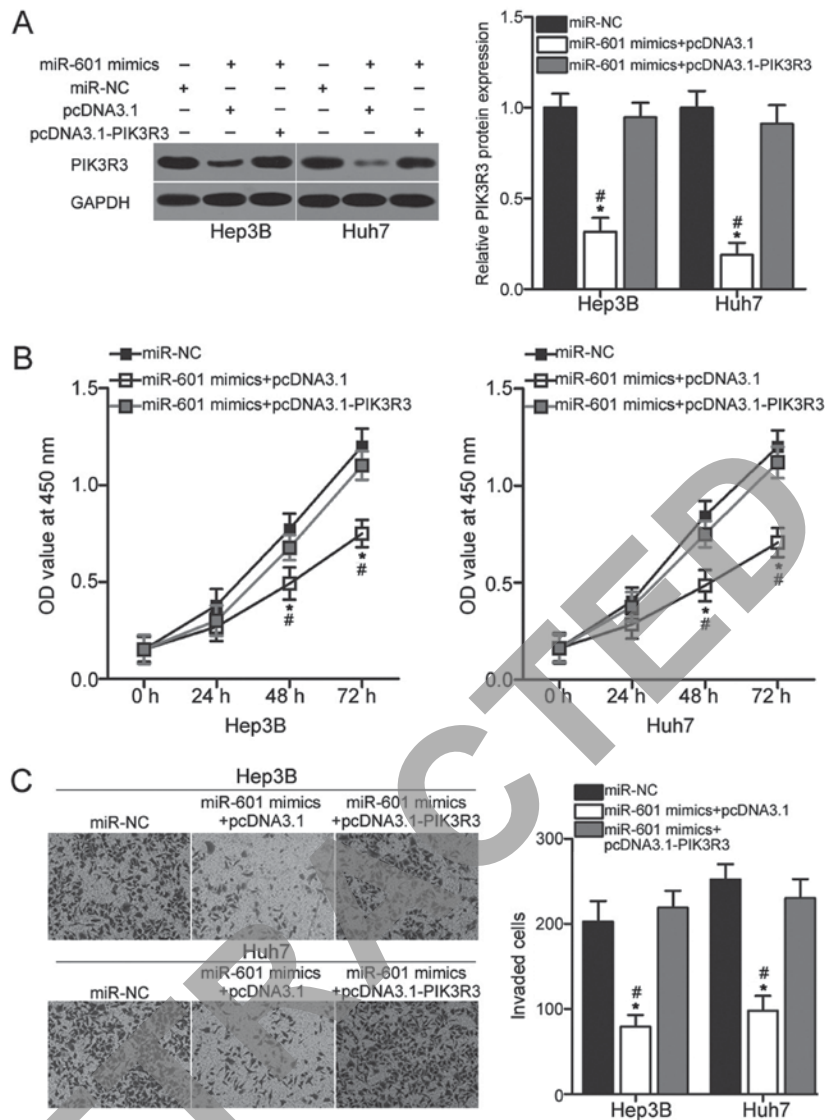 A
miR-601 mimics – + + – + +
miR-NC + – – + – –
pcDNA3.1 – + – – + –
pcDNA3.1-PIK3R3 – – + – – +
PIK3R3
GAPDH
Hep3B Huh7
miR-NC
miR-601 mimics+pcDNA3.1
miR-601 mimics+pcDNA3.1-PIK3R3
Relative PIK3R3 protein expression
1.5
1.0
0.5
0.0
# *
# *
Hep3B Huh7
B
miR-NC
miR-601 mimics+pcDNA3.1
miR-601 mimics+pcDNA3.1-PIK3R3
OD value at 450 nm
1.5
1.0
0.5
0.0
* #
* #
0 h 24 h 48 h 72 h
Hep3B
miR-NC
miR-601 mimics+pcDNA3.1
miR-601 mimics+pcDNA3.1-PIK3R3
OD value at 450 nm
1.5
1.0
0.5
0.0
* #
* #
0 h 24 h 48 h 72 h
Huh7
C
Hep3B
miR-NC
miR-601 mimics
+pcDNA3.1
miR-601 mimics
+pcDNA3.1-PIK3R3
Huh7
miR-NC
miR-601 mimics
+pcDNA3.1
miR-601 mimics
+pcDNA3.1-PIK3R3
miR-NC
miR-601 mimics+pcDNA3.1
miR-601 mimics+
pcDNA3.1-PIK3R3
Invaded cells
300
200
100
0
# *
# *
Hep3B Huh7
TRACTED